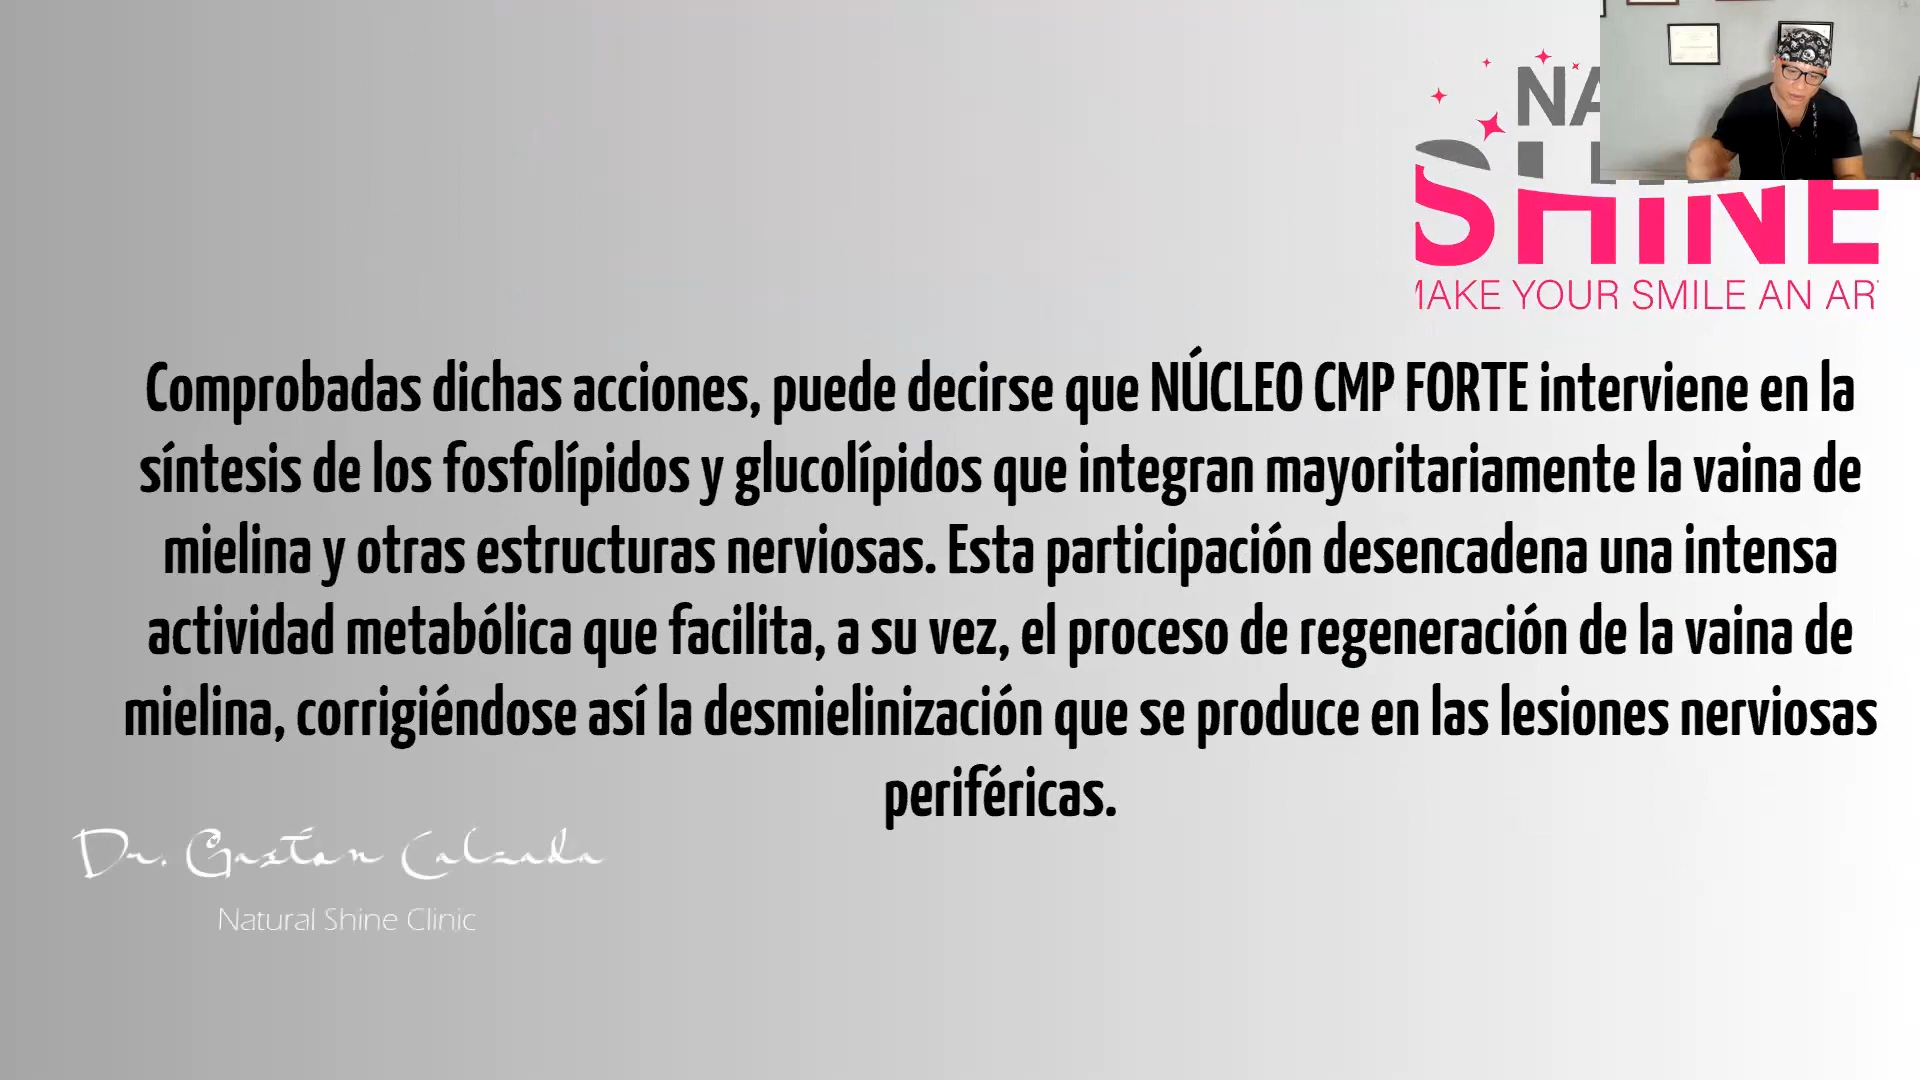 NA
SHINE
MAKE YOUR SMILE AN AR
Comprobadas dichas acciones, puede decirse que NÚCLEO CMP FORTE interviene en la
síntesis de los fosfolípidos y glucolípidos que integran mayoritariamente la vaina de
mielina y otras estructuras nerviosas. Esta participación desencadena una intensa
actividad metabólica que facilita, a su vez, el proceso de regeneración de la vaina de
mielina, corrigiéndose así la desmielinización que se produce en las lesiones nerviosas
periféricas.
Dr. Gastón Calzada
Natural Shine Clinic